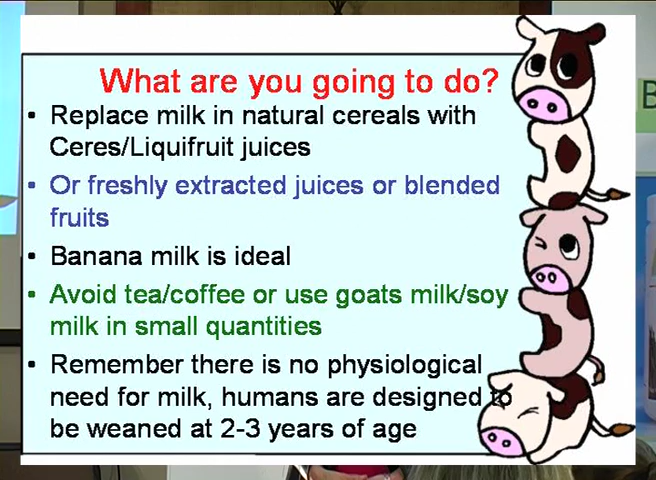 What are you going to do?
• Replace milk in natural cereals with
Ceres/Liquifruit juices
• Or freshly extracted juices or blended
fruits
• Banana milk is ideal
• Avoid tea/coffee or use goats milk/soy
milk in small quantities
• Remember there is no physiological
need for milk, humans are designed to
be weaned at 2-3 years of age
B